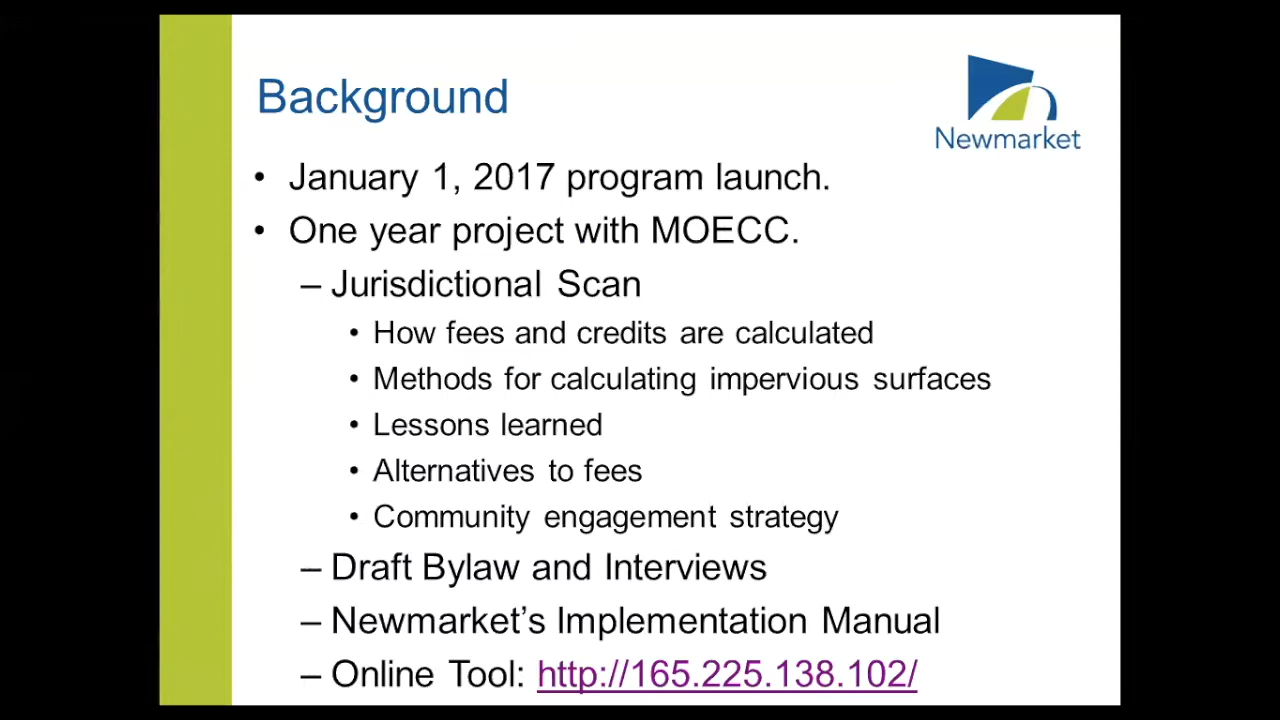 Background
Newmarket
• January 1, 2017 program launch.
• One year project with MOECC.
– Jurisdictional Scan
• How fees and credits are calculated
• Methods for calculating impervious surfaces
• Lessons learned
• Alternatives to fees
• Community engagement strategy
– Draft Bylaw and Interviews
– Newmarket’s Implementation Manual
– Online Tool: http://165.225.138.102/